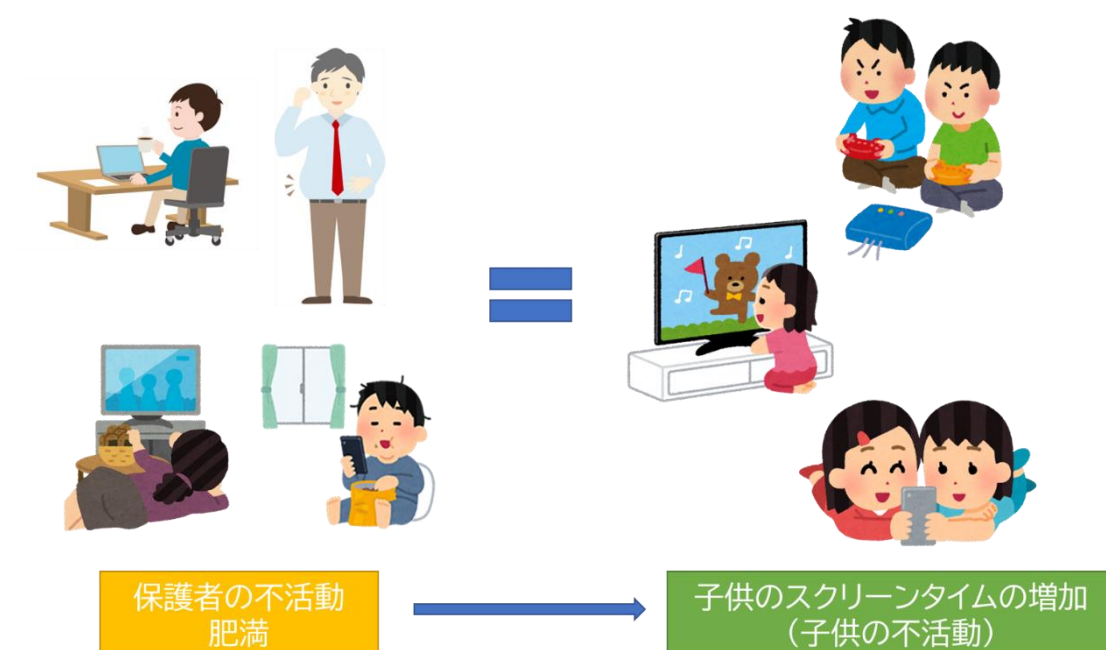 保護者の不活動
肥満
子供のスクリーンタイムの増加
（子供の不活動）